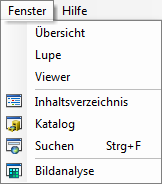 Fenster Hilfe
Übersicht
Lupe
Viewer
Inhaltsverzeichnis
Katalog
Suchen Strg+F
Bildanalyse